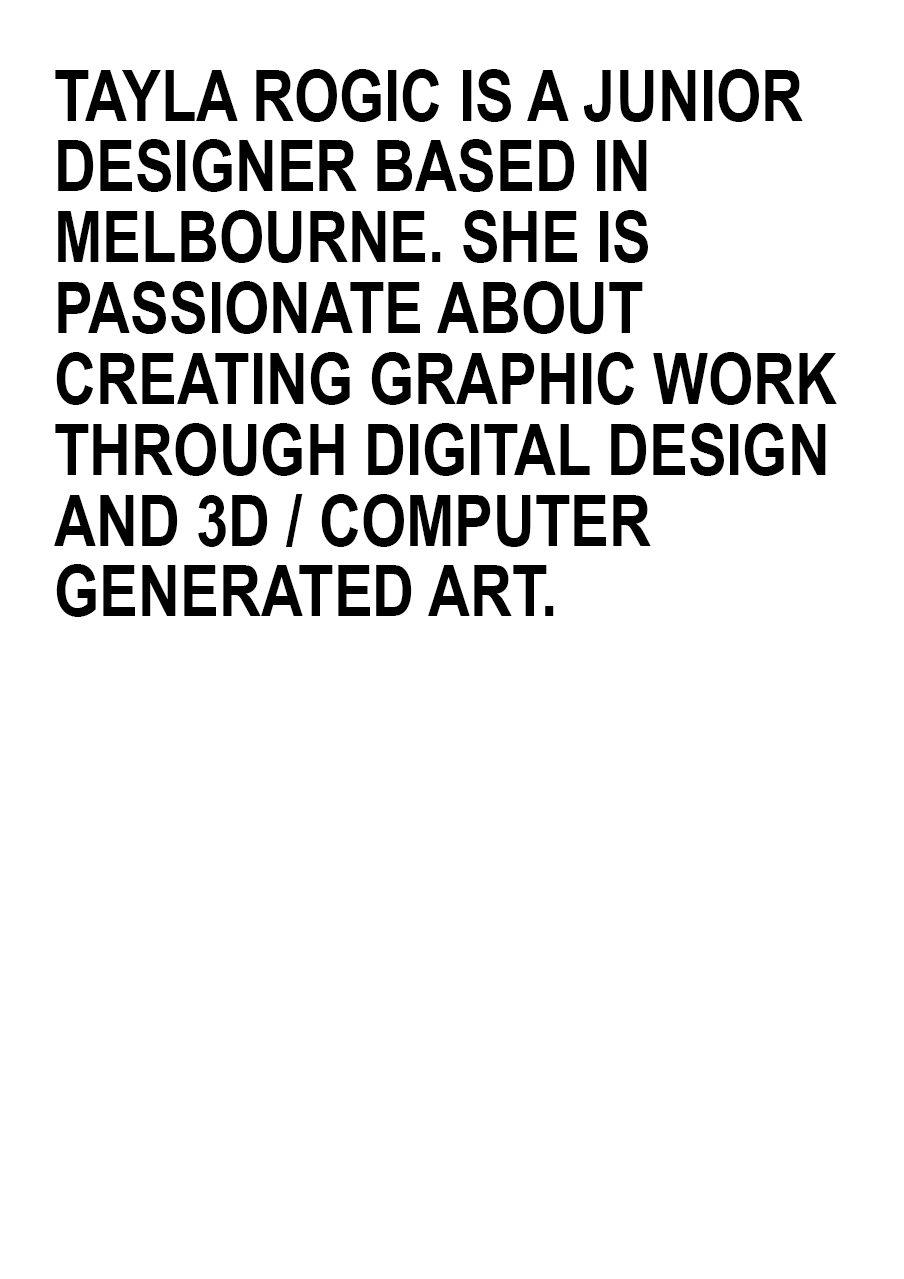 TAYLA ROGIC IS A JUNIOR
DESIGNER BASED IN
MELBOURNE. SHE IS
PASSIONATE ABOUT
CREATING GRAPHIC WORK
THROUGH DIGITAL DESIGN
AND 3D / COMPUTER
GENERATED ART.